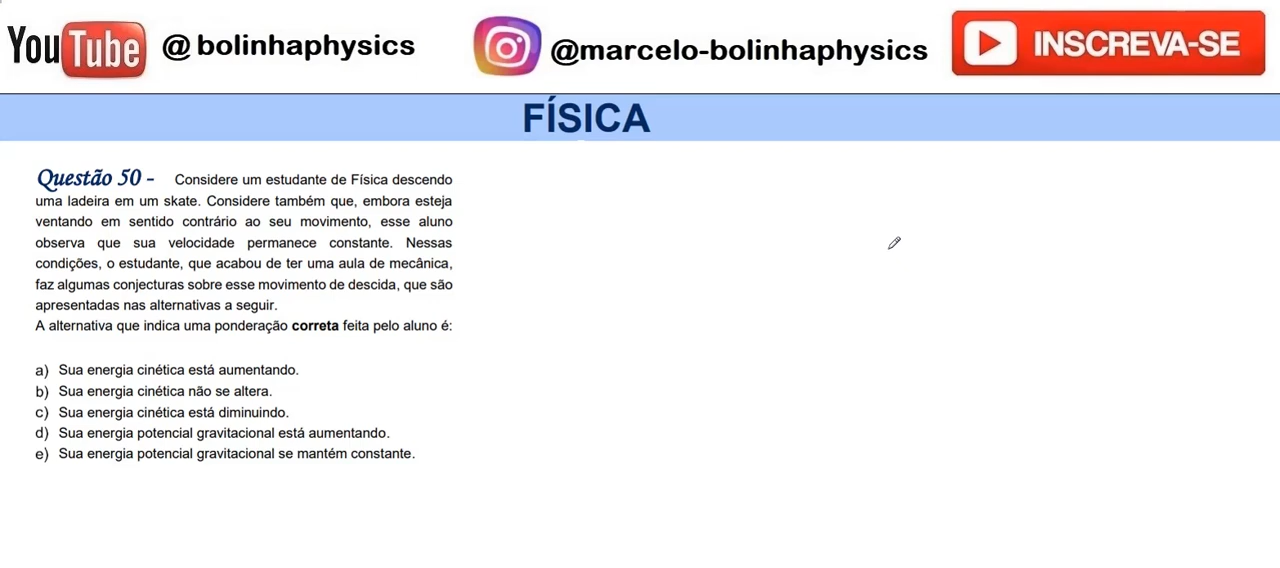 YouTube @bolinhaphysics @marcelo-bolinhaphysics INSCREVA-SE
FÍSICA
Questão 50 - Considere um estudante de Física descendo
uma ladeira em um skate. Considere também que, embora esteja
ventando em sentido contrário ao seu movimento, esse aluno
observa que sua velocidade permanece constante. Nessas
condições, o estudante, que acabou de ter uma aula de mecânica,
faz algumas conjecturas sobre esse movimento de descida, que são
apresentadas nas alternativas a seguir.
A alternativa que indica uma ponderação correta feita pelo aluno é:
a) Sua energia cinética está aumentando.
b) Sua energia cinética não se altera.
c) Sua energia cinética está diminuindo.
d) Sua energia potencial gravitacional está aumentando.
e) Sua energia potencial gravitacional se mantém constante.